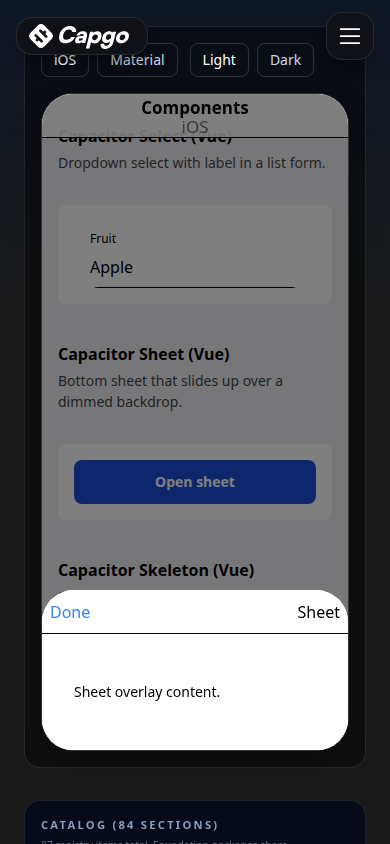 Capgo
iOS
Material
Light
Dark
Components
iOS
Capacitor Select (Vue)
Dropdown select with label in a list form.
Fruit
Apple
Capacitor Sheet (Vue)
Bottom sheet that slides up over a
dimmed backdrop.
Open sheet
Capacitor Skeleton (Vue)
Done
Sheet
Sheet overlay content.
CATALOG (84 SECTIONS)